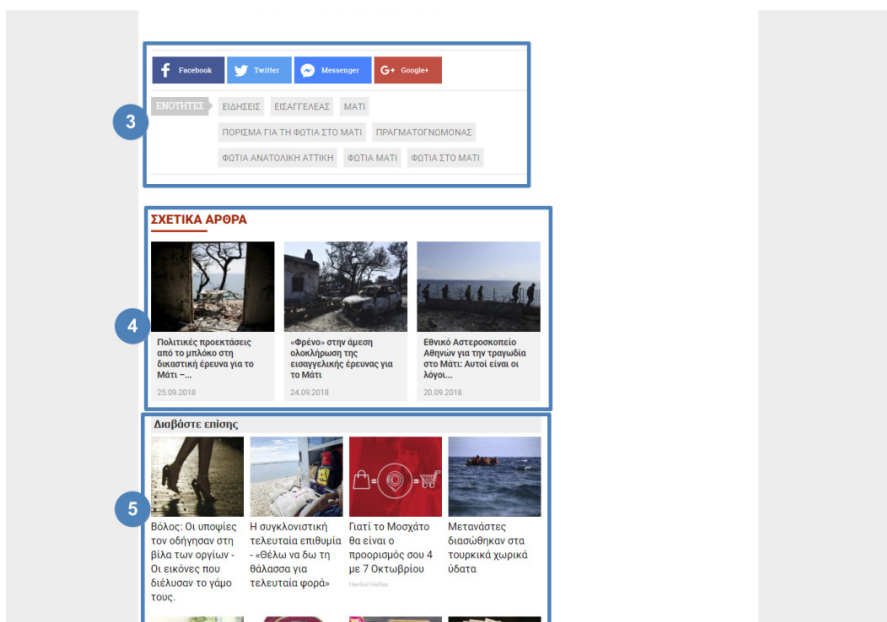 3
Facebook
Twitter
Messenger
G+ Google+
ΕΝΟΤΗΤΕΣ
ΕΙΔΗΣΕΙΣ
ΕΙΣΑΓΓΕΛΕΑΣ
ΜΑΤΙ
ΠΟΡΙΣΜΑ ΓΙΑ ΤΗ ΦΩΤΙΑ ΣΤΟ ΜΑΤΙ
ΠΡΑΓΜΑΤΟΓΝΩΜΟΝΑΣ
ΦΩΤΙΑ ΑΝΑΤΟΛΙΚΗ ΑΤΤΙΚΗ
ΦΩΤΙΑ ΜΑΤΙ
ΦΩΤΙΑ ΣΤΟ ΜΑΤΙ
4
ΣΧΕΤΙΚΑ ΑΡΘΡΑ
Πολιτικές προεκτάσεις
από το μπλόκο στη
δικαστική έρευνα για το
Μάτι –...
25.09.2018
«Φρένο» στην άμεση
ολοκλήρωση της
εισαγγελικής έρευνας για
το Μάτι
24.09.2018
Εθνικό Αστεροσκοπείο
Αθηνών για την τραγωδία
στο Μάτι: Αυτοί είναι οι
λόγοι...
20.09.2018
5
Διαβάστε επίσης
Βόλος: Οι υποψίες
τον οδήγησαν στη
βίλα των οργίων -
Οι εικόνες που
διέλυσαν το γάμο
τους.
Η συγκλονιστική
τελευταία επιθυμία
- «Θέλω να δω τη
θάλασσα για
τελευταία φορά»
Γιατί το Μοσχάτο
θα είναι ο
προορισμός σου 4
με 7 Οκτωβρίου
Henkel Hellas
Μετανάστες
διασώθηκαν στα
τουρκικά χωρικά
ύδατα